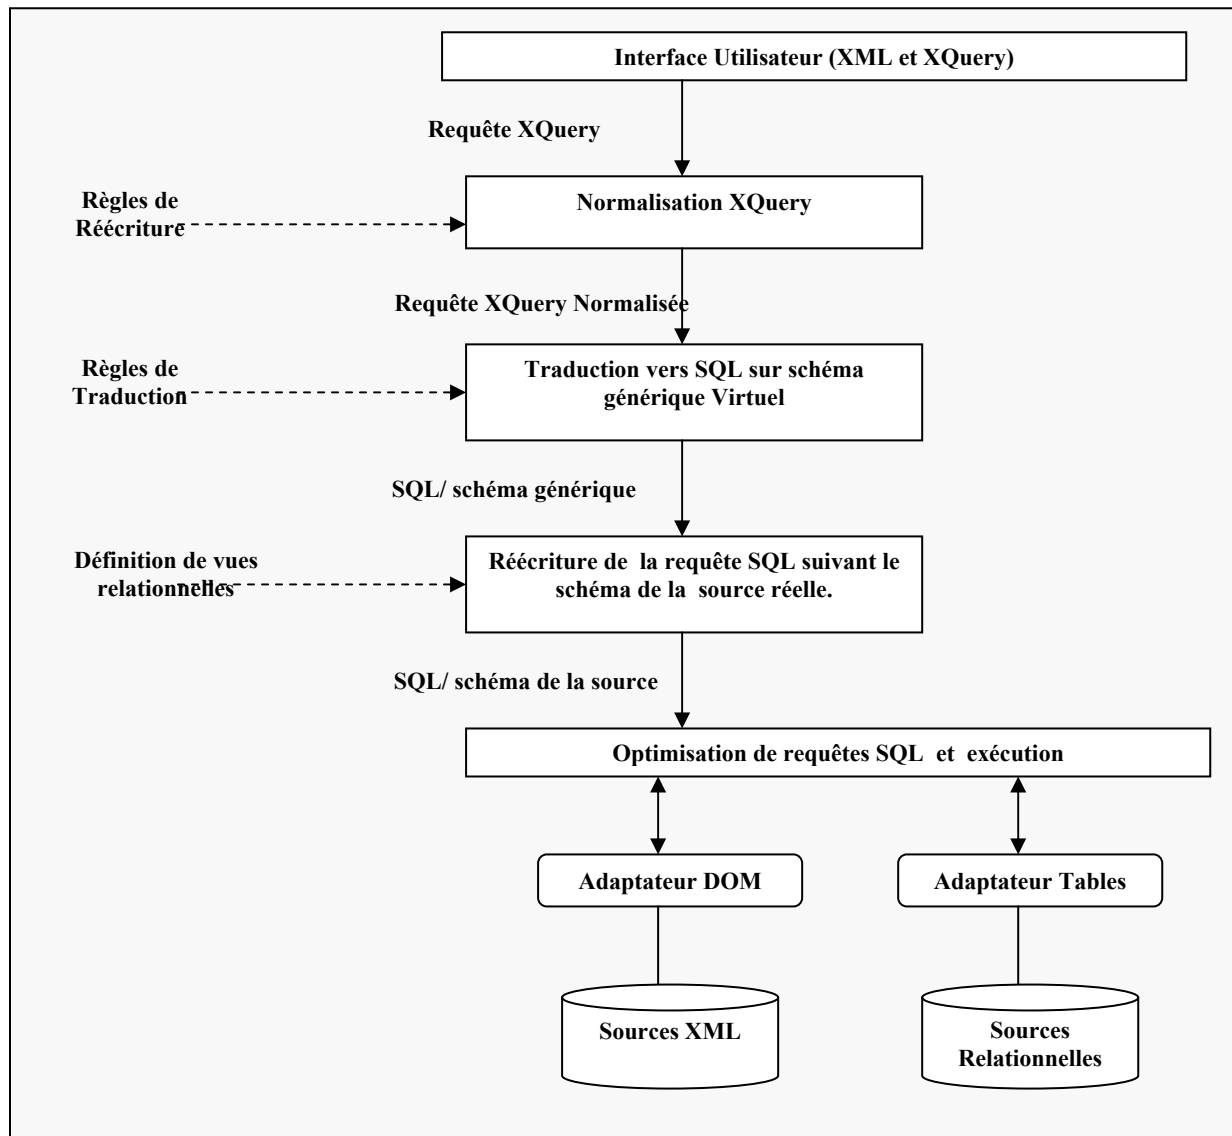 Interface Utilisateur (XML et XQuery)
Requête XQuery
Règles de
Réécriture
Normalisation XQuery
Requête XQuery Normalisée
Règles de
Traduction
Traduction vers SQL sur schéma
générique Virtuel
SQL/ schéma générique
Définition de vues
relationnelles
Réécriture de la requête SQL suivant le
schéma de la source réelle.
SQL/ schéma de la source
Optimisation de requêtes SQL et exécution
Adaptateur DOM
Adaptateur Tables
Sources XML
Sources
Relationnelles